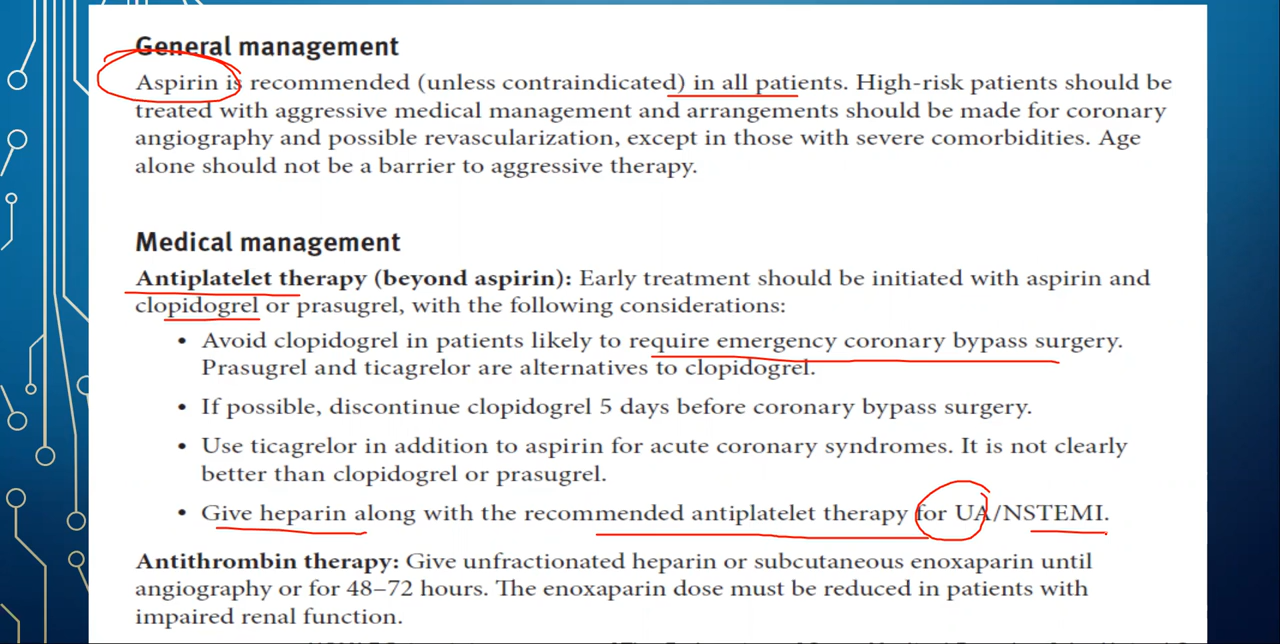 General management
Aspirin is recommended (unless contraindicated) in all patients. High-risk patients should be
treated with aggressive medical management and arrangements should be made for coronary
angiography and possible revascularization, except in those with severe comorbidities. Age
alone should not be a barrier to aggressive therapy.
Medical management
Antiplatelet therapy (beyond aspirin): Early treatment should be initiated with aspirin and
clopidogrel or prasugrel, with the following considerations:
• Avoid clopidogrel in patients likely to require emergency coronary bypass surgery.
Prasugrel and ticagrelor are alternatives to clopidogrel.
• If possible, discontinue clopidogrel 5 days before coronary bypass surgery.
• Use ticagrelor in addition to aspirin for acute coronary syndromes. It is not clearly
better than clopidogrel or prasugrel.
• Give heparin along with the recommended antiplatelet therapy for UA/NSTEMI.
Antithrombin therapy: Give unfractionated heparin or subcutaneous enoxaparin until
angiography or for 48–72 hours. The enoxaparin dose must be reduced in patients with
impaired renal function.